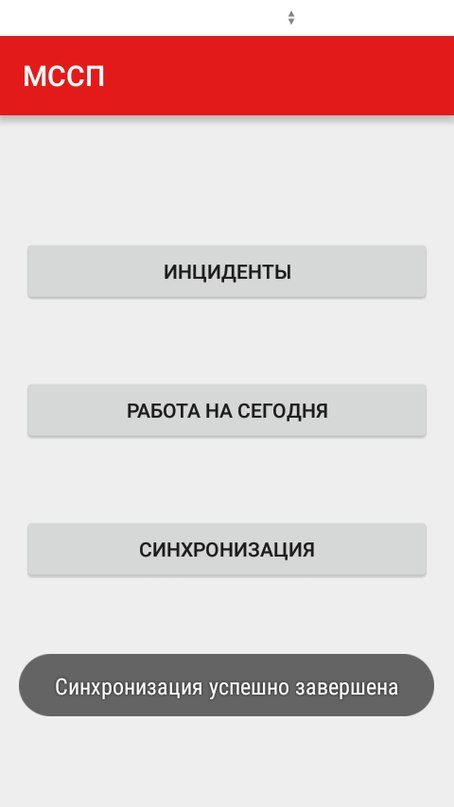 МССП
ИНЦИДЕНТЫ
РАБОТА НА СЕГОДНЯ
СИНХРОНИЗАЦИЯ
Синхронизация успешно завершена